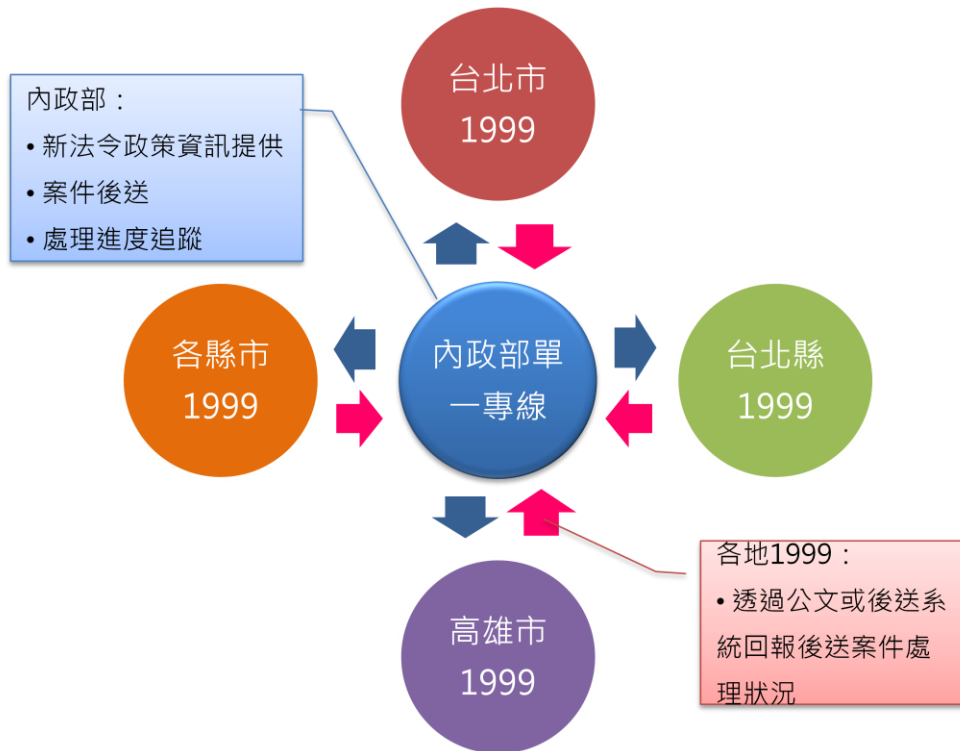 台北市
1999
內政部：
• 新法令政策資訊提供
• 案件後送
• 處理進度追蹤
各縣市
1999
內政部單
一專線
台北縣
1999
各地1999：
• 透過公文或後送系
統回報後送案件處
理狀況
高雄市
1999